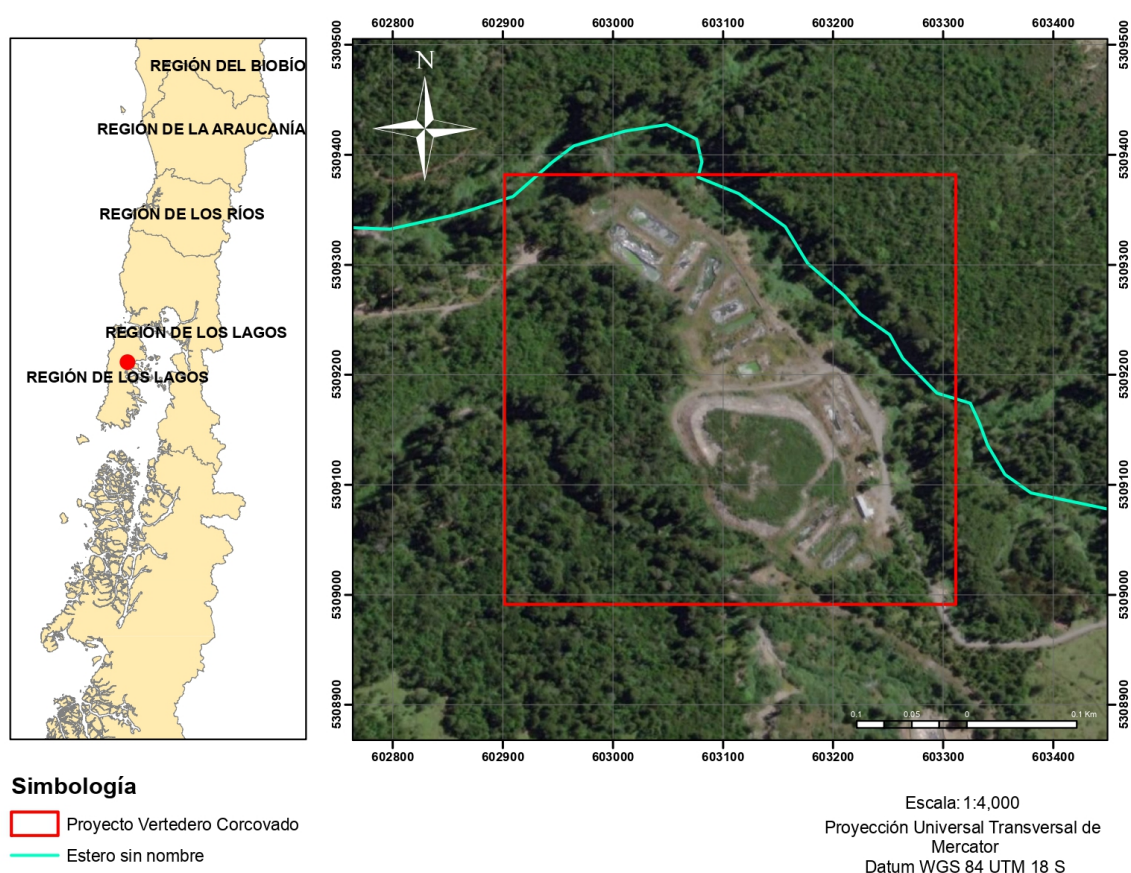 REGIÓN DEL BIOBÍO
REGIÓN DE LA ARAUCANÍA
REGIÓN DE LOS RÍOS
REGIÓN DE LOS LAGOS
REGIÓN DE LOS LAGOS
602800 602900 603000 603100 603200 603300 603400
5309500
5309400
5309300
5309200
5309100
5309000
5308900
N
5309500
5309400
5309300
5309200
5309100
5309000
5308900
0.1 0.05 0 0.1 Km
602800 602900 603000 603100 603200 603300 603400
Simbología
Proyecto Vertedero Corcovado
Estero sin nombre
Escala: 1:4,000
Proyección Universal Transversal de
Mercator
Datum WGS 84 UTM 18 S